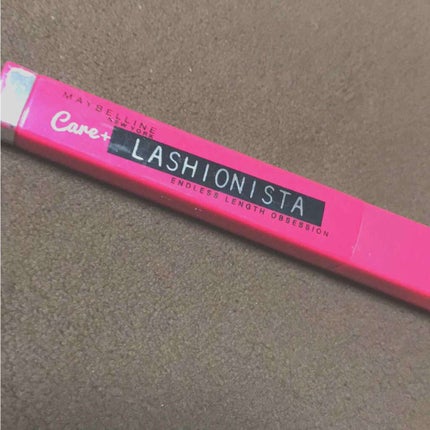 MAYBELLINE
NEW YORK
Care+
LASHIONISTA
ENDLESS LENGTH OBSESSION